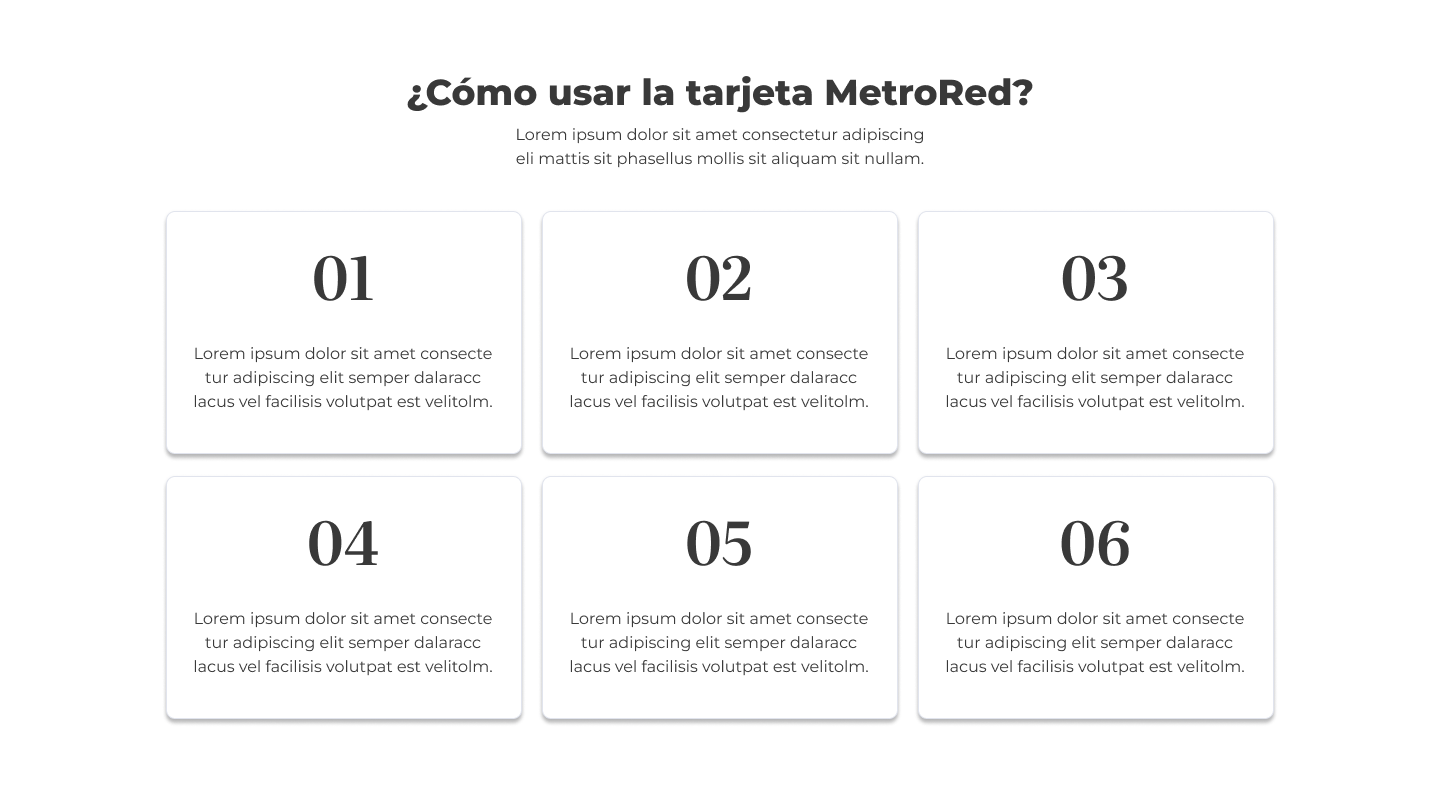 ¿Cómo usar la tarjeta MetroRed?
Lorem ipsum dolor sit amet consectetur adipiscing
eli mattis sit phasellus mollis sit aliquam sit nullam.
01
Lorem ipsum dolor sit amet consecte
tur adipiscing elit semper dalaracc
lacus vel facilisis volutpat est velitolm.
02
Lorem ipsum dolor sit amet consecte
tur adipiscing elit semper dalaracc
lacus vel facilisis volutpat est velitolm.
03
Lorem ipsum dolor sit amet consecte
tur adipiscing elit semper dalaracc
lacus vel facilisis volutpat est velitolm.
04
Lorem ipsum dolor sit amet consecte
tur adipiscing elit semper dalaracc
lacus vel facilisis volutpat est velitolm.
05
Lorem ipsum dolor sit amet consecte
tur adipiscing elit semper dalaracc
lacus vel facilisis volutpat est velitolm.
06
Lorem ipsum dolor sit amet consecte
tur adipiscing elit semper dalaracc
lacus vel facilisis volutpat est velitolm.